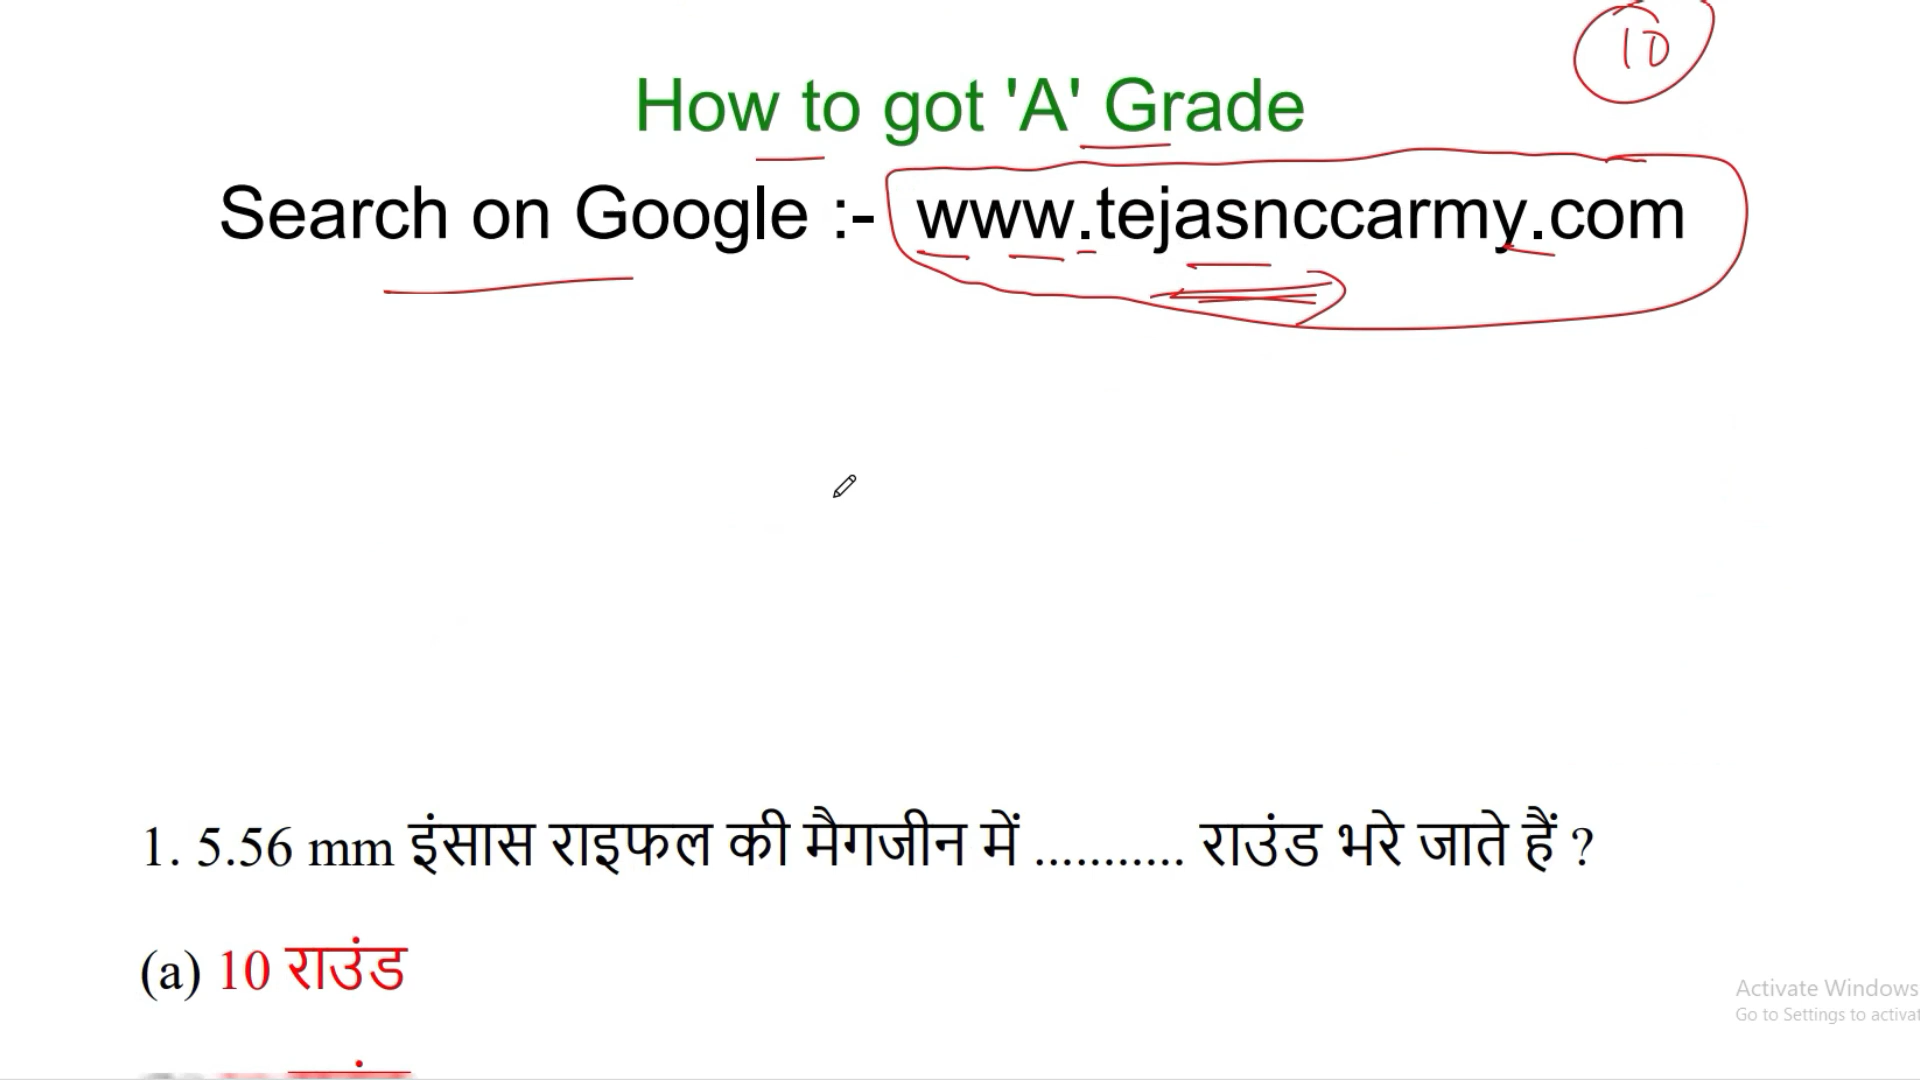 10
How to got 'A' Grade
Search on Google :- www.tejasnccarmy.com
1. 5.56 mm इंसास राइफल की मैगजीन में ........... राउंड भरे जाते हैं ?
(a) 10 राउंड
Activate Windows
Go to Settings to activat